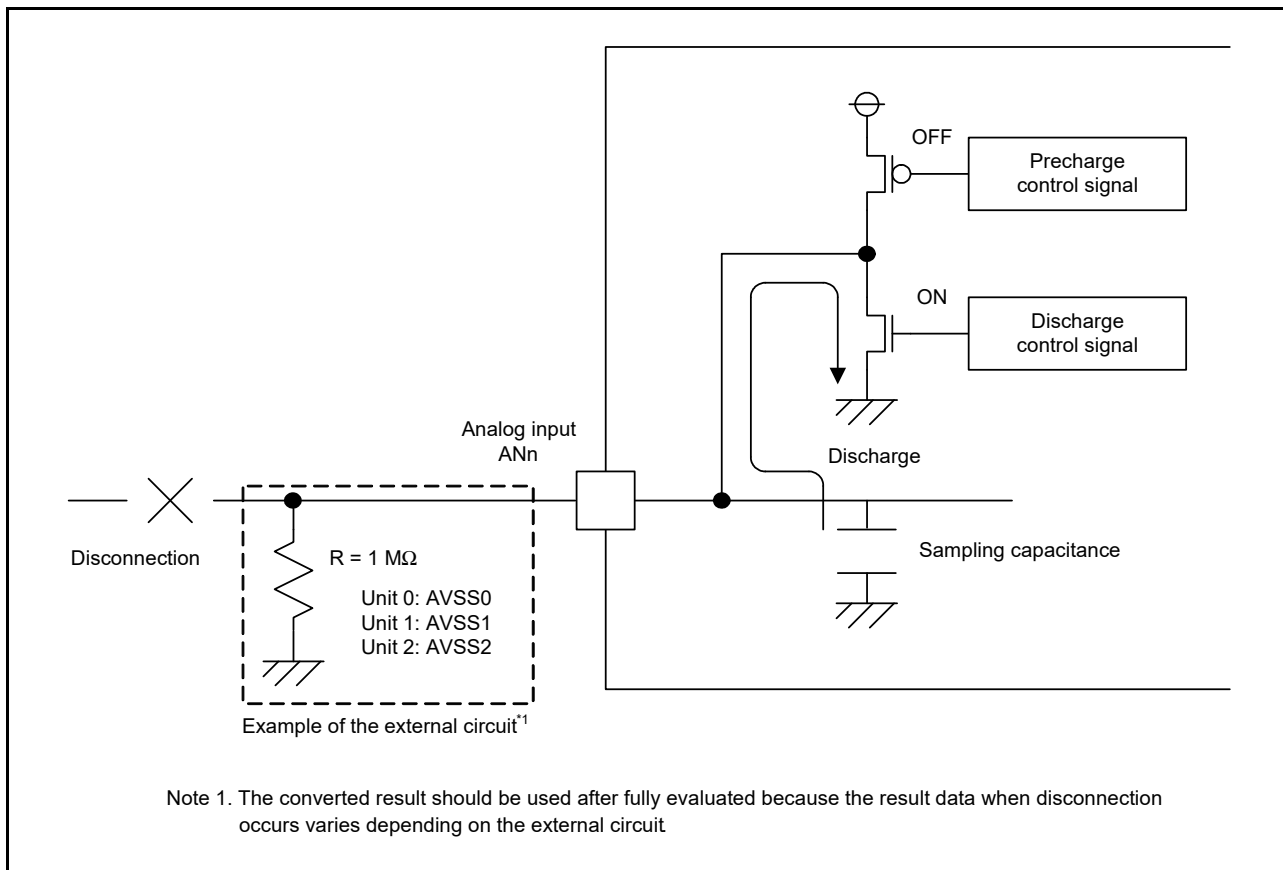 OFF
Precharge
control signal
ON
Discharge
control signal
Analog input
ANn
Discharge
Disconnection
R = 1 MΩ
Sampling capacitance
Unit 0: AVSS0
Unit 1: AVSS1
Unit 2: AVSS2
Example of the external circuit*1
Note 1. The converted result should be used after fully evaluated because the result data when disconnection
occurs varies depending on the external circuit.